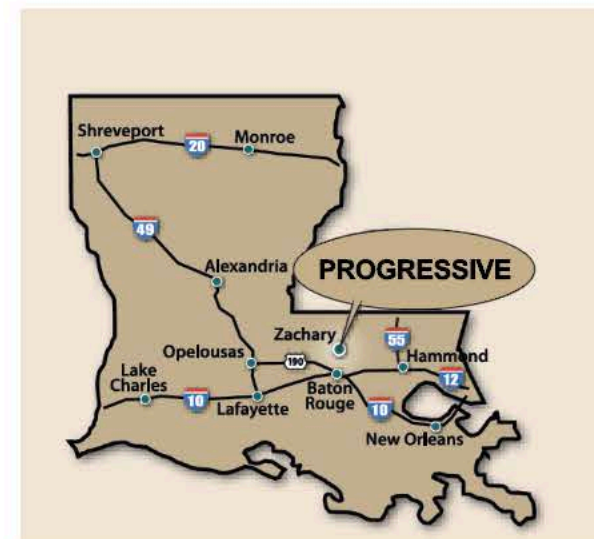 Shreveport
20
Monroe
49
Alexandria
PROGRESSIVE
Zachary
55
Opelousas
190
Hammond
Lake
Charles
10
Lafayette
Baton
Rouge
12
10
New Orleans